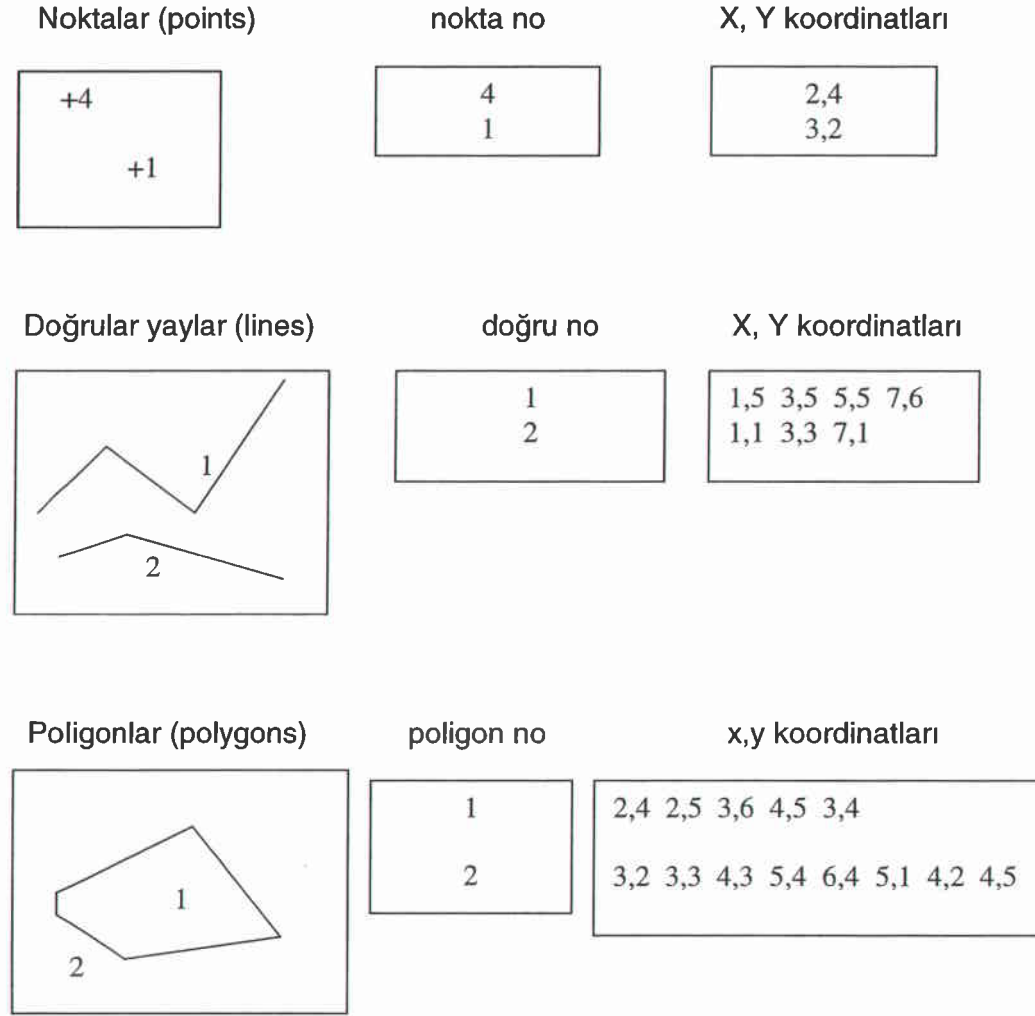 Noktalar (points) nokta no X, Y koordinatları
+4 4 2,4
1 3,2
+1
Doğrular yaylar (lines) doğru no X, Y koordinatları
1 1,5 3,5 5,5 7,6
2 1,1 3,3 7,1
1
2
Poligonlar (polygons) poligon no x,y koordinatları
1 2,4 2,5 3,6 4,5 3,4
1 2 3,2 3,3 4,3 5,4 6,4 5,1 4,2 4,5
2